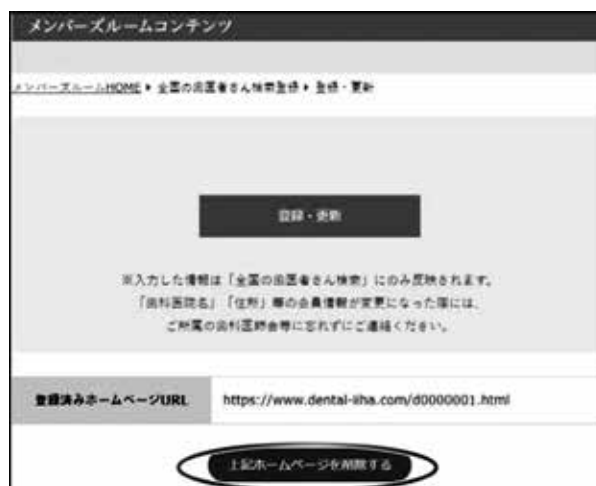 メンバーズルームコンテンツ
メンバーズルームHOME ▶ 全国の歯医者さん検索登録 ▶ 登録・更新
登録・更新
※入力した情報は「全国の歯医者さん検索」にのみ反映されます。
「歯科医院名」「住所」等の会員情報が変更になった際には、
ご所属の歯科医師会等に忘れずにご連絡ください。
登録済みホームページURL https://www.dental-iiha.com/d0000001.html
上記ホームページを削除する